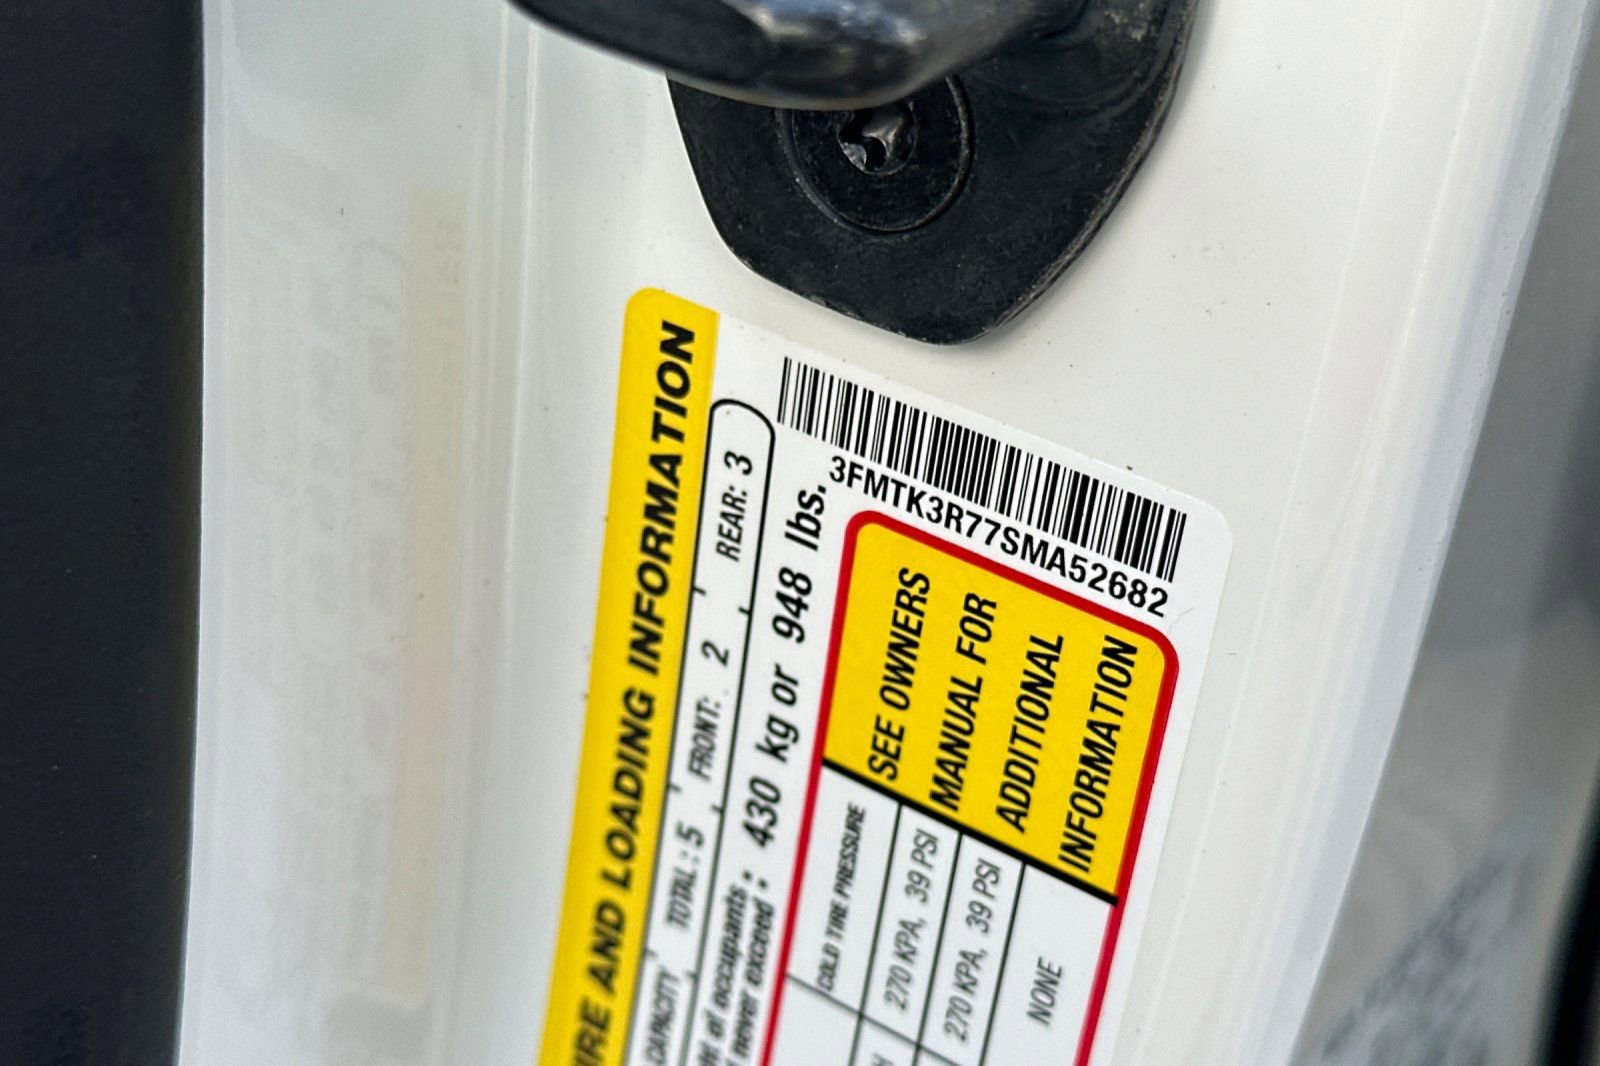 TIRE AND LOADING INFORMATION
CAPACITY TOTAL: 5 FRONT: 2 REAR: 3
of occupants
never exceed : 430 kg or 948 lbs.
3FMTK3R77SMA52682
COLD TIRE PRESSURE
270 KPA, 39 PSI
270 KPA, 39 PSI
NONE
SEE OWNERS
MANUAL FOR
ADDITIONAL
INFORMATION